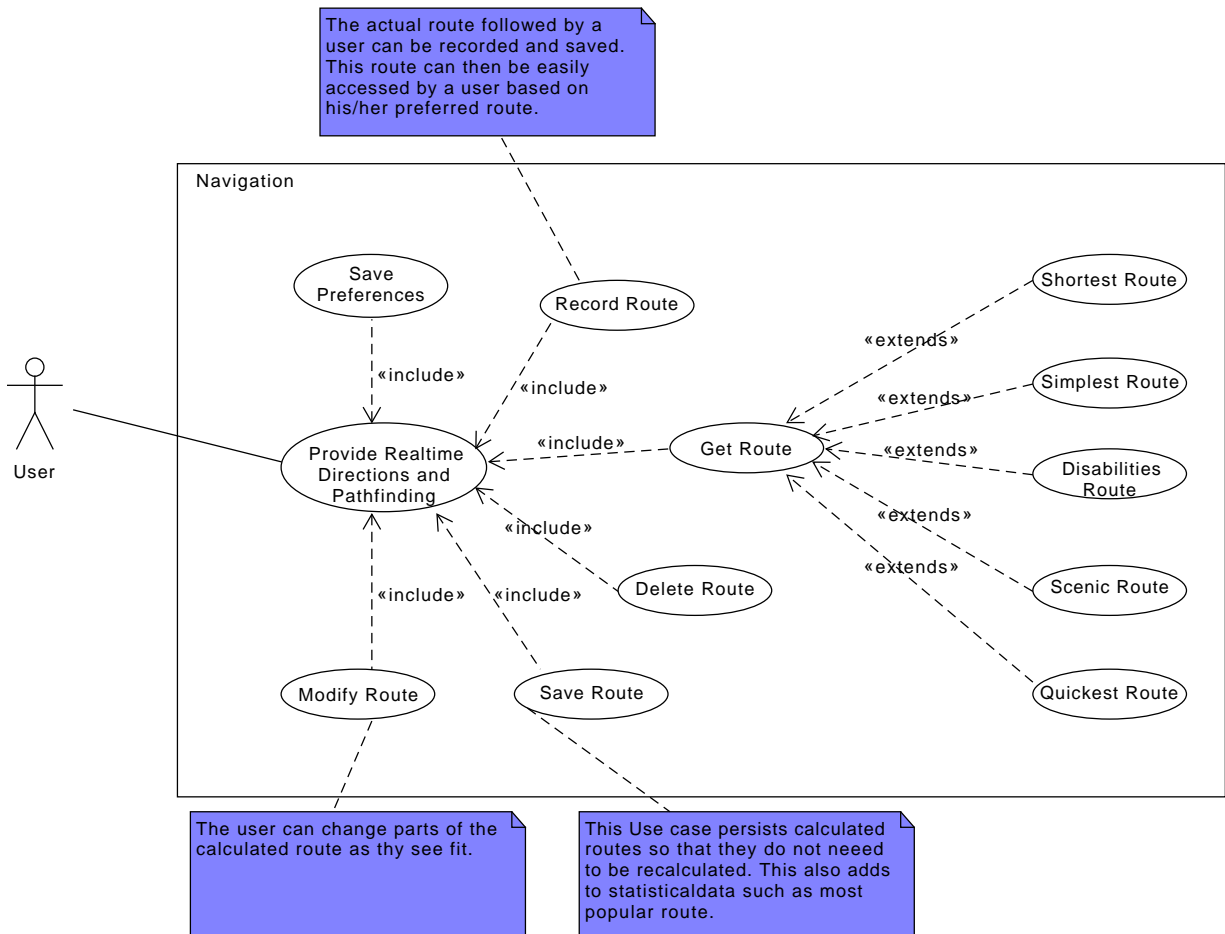 The actual route followed by a
user can be recorded and saved.
This route can then be easily
accessed by a user based on
his/her preferred route.
Navigation
Save
Preferences
Record Route
Shortest Route
«extends»
«include»
«include»
Simplest Route
«extends»
User
Provide Realtime
Directions and
Pathfinding
«include»
Get Route
«extends»
Disabilities
Route
«include»
«extends»
«include»
«include»
Delete Route
«extends»
Scenic Route
Modify Route
Save Route
Quickest Route
The user can change parts of the
calculated route as thy see fit.
This Use case persists calculated
routes so that they do not neeed
to be recalculated. This also adds
to statisticaldata such as most
popular route.